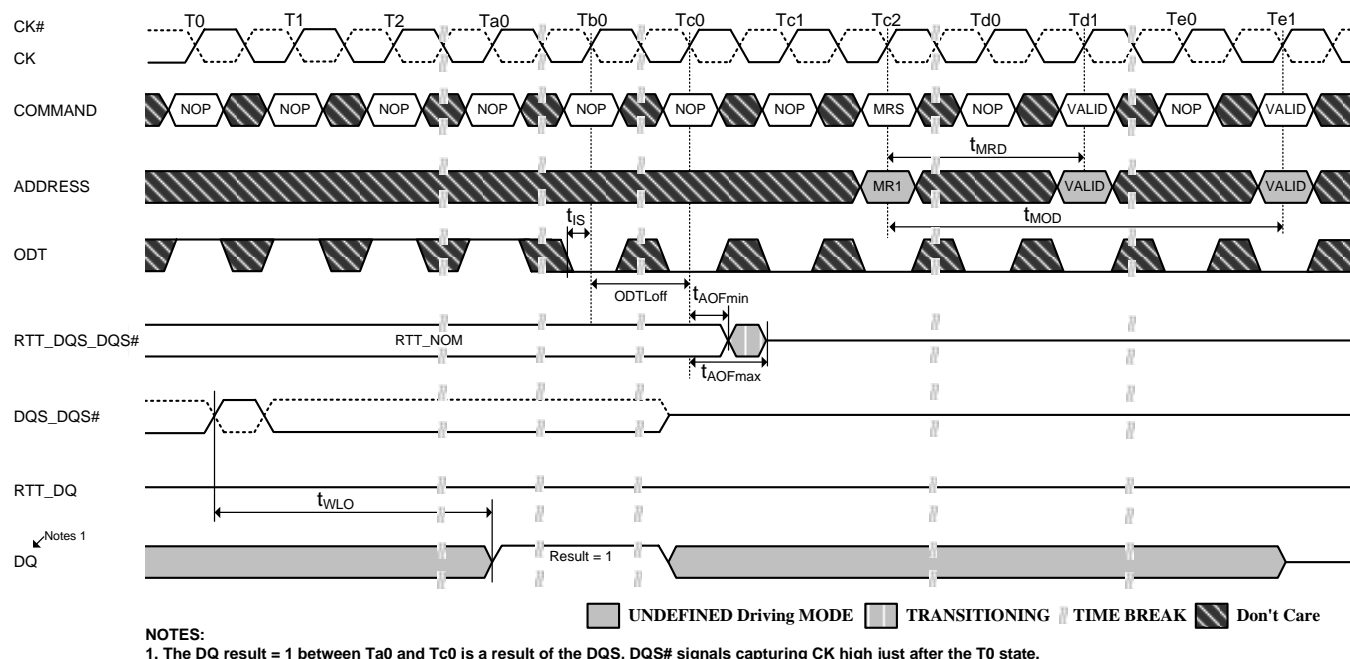 T0 T1 T2 Ta0 Tb0 Tc0 Tc1 Tc2 Td0 Td1 Te0 Te1
CK#
CK
COMMAND NOP NOP NOP NOP NOP NOP NOP MRS NOP VALID NOP VALID
tMRD
ADDRESS MR1 VALID VALID
tIS tMOD
ODT
ODTLoff tAOFmin
RTT_DQS_DQS# RTT_NOM
tAOFmax
DQS_DQS#
RTT_DQ
tWLO
Notes 1
DQ Result = 1
UNDEFINED Driving MODE TRANSITIONING TIME BREAK Don't Care
NOTES:
1. The DQ result = 1 between Ta0 and Tc0 is a result of the DQS, DQS# signals capturing CK high just after the T0 state.